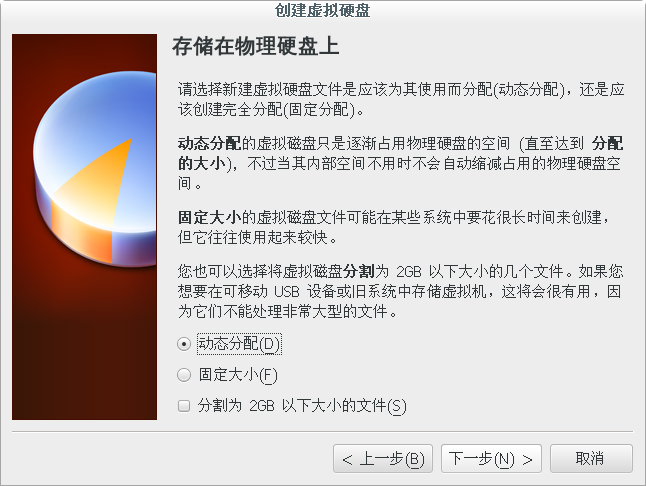 创建虚拟硬盘
存储在物理硬盘上
请选择新建虚拟硬盘文件是应该为其使用而分配(动态分配)，还是应
该创建完全分配(固定分配)。
动态分配的虚拟磁盘只是逐渐占用物理硬盘的空间 (直至达到 分配
的大小)，不过当其内部空间不用时不会自动缩减占用的物理硬盘空
间。
固定大小的虚拟磁盘文件可能在某些系统中要花很长时间来创建，
但它往往使用起来较快。
您也可以选择将虚拟磁盘分割为 2GB 以下大小的几个文件。如果您
想要在可移动 USB 设备或旧系统中存储虚拟机，这将会很有用，因
为它们不能处理非常大型的文件。
动态分配(D)
固定大小(F)
分割为 2GB 以下大小的文件(S)
< 上一步(B) 下一步(N) > 取消